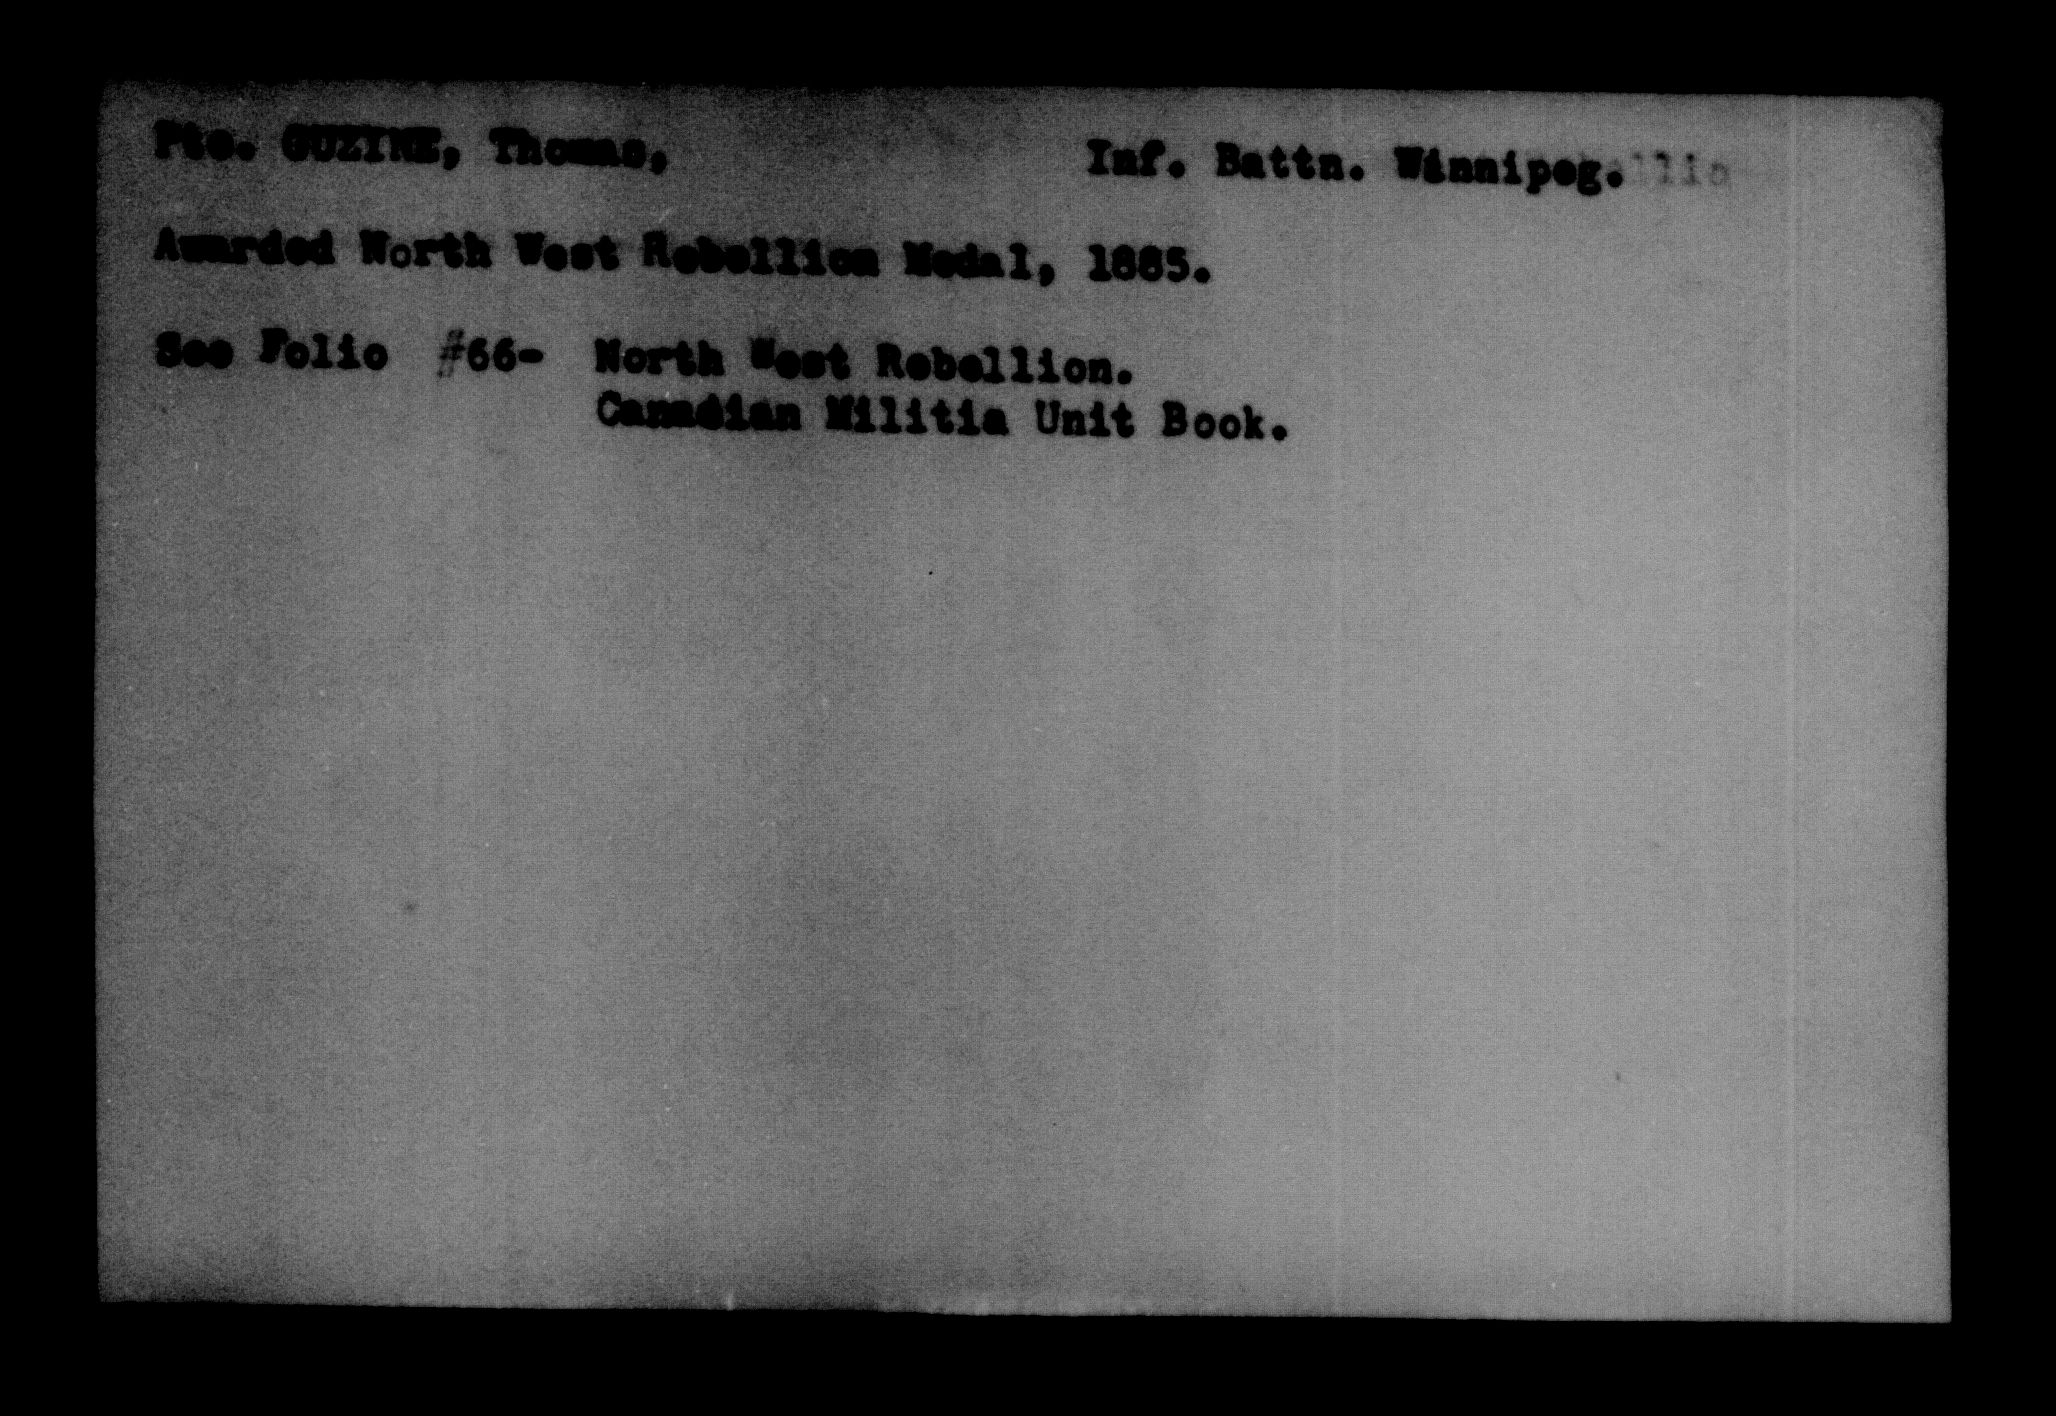 Pte. GUZIRE, Thomas, Inf. Battn. Winnipeg.
Awarded North West Rebellion Medal, 1885.
See Folio #66- North West Rebellion.
Canadian Militia Unit Book.